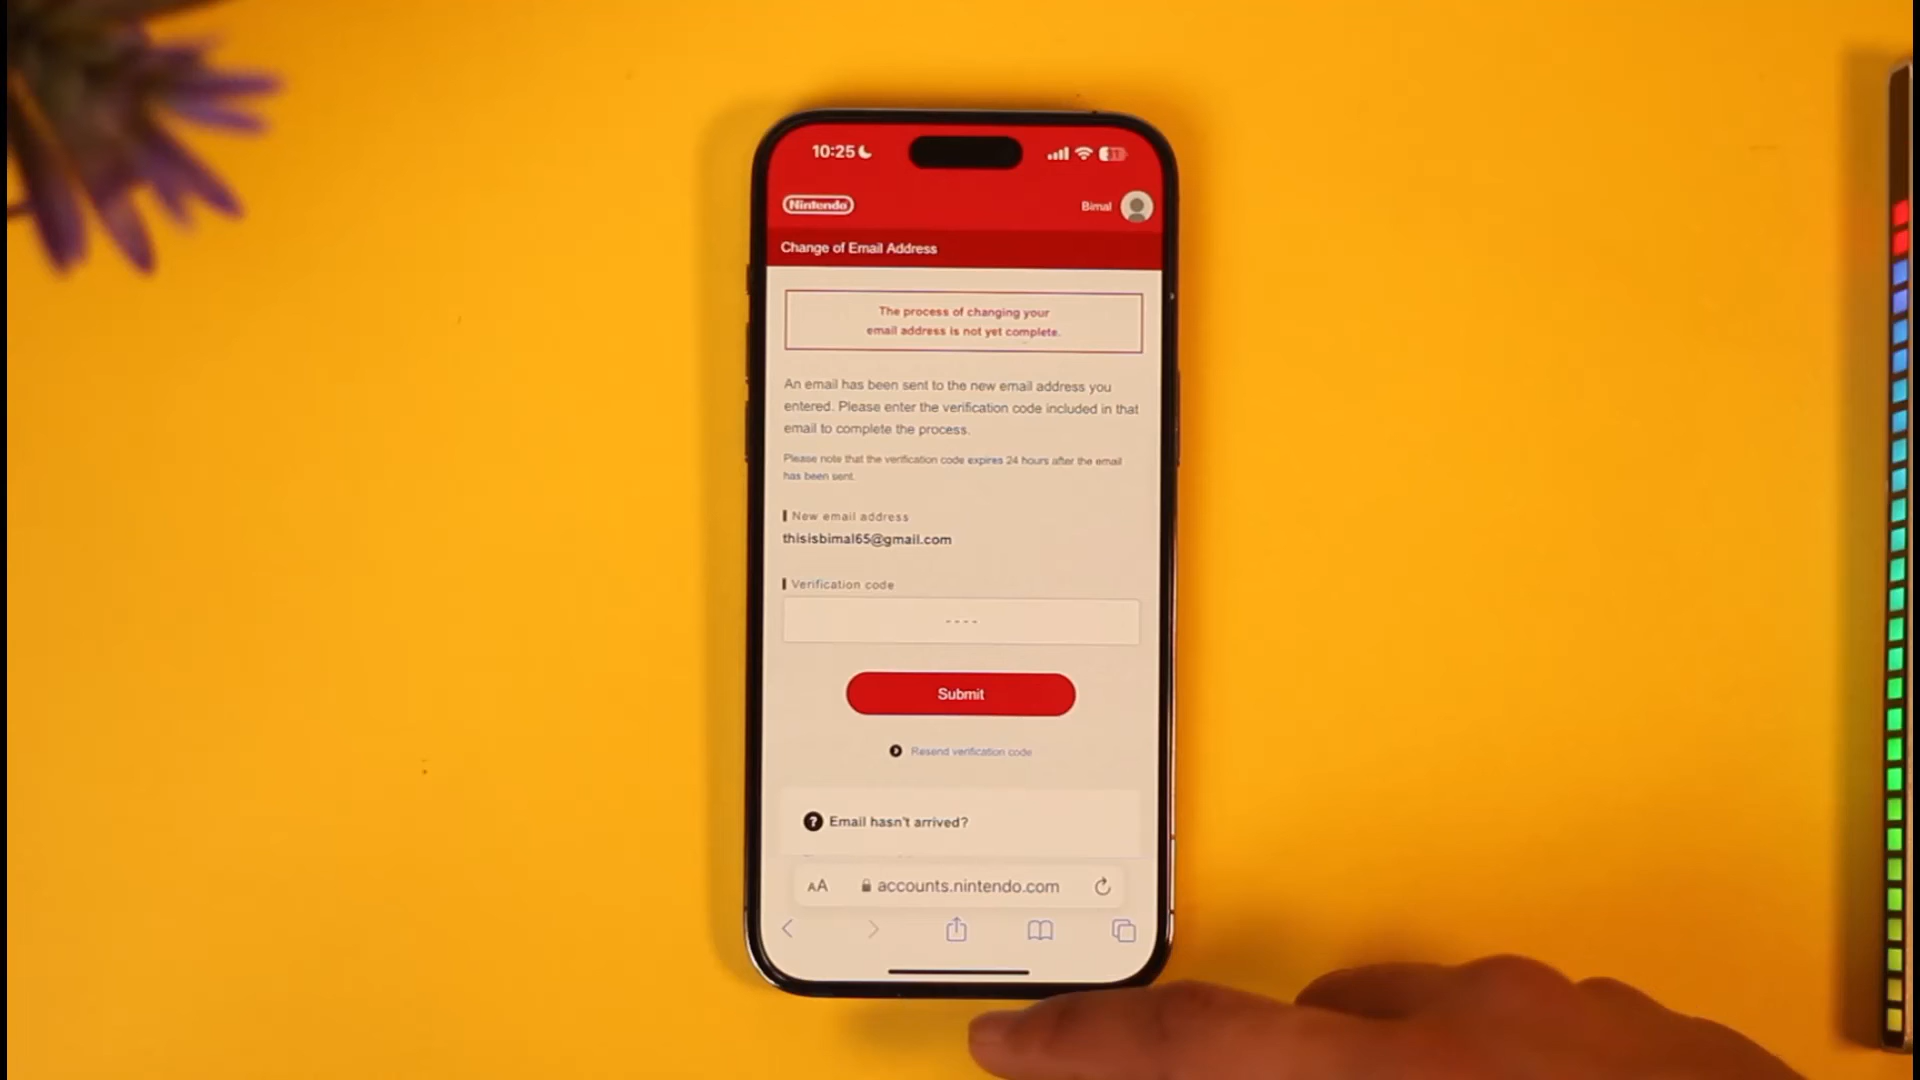 10:25
31
Nintendo
Bimal
Change of Email Address
The process of changing your
email address is not yet complete.
An email has been sent to the new email address you
entered. Please enter the verification code included in that
email to complete the process.
Please note that the verification code expires 24 hours after the email
has been sent.
New email address
thisisbimal65@gmail.com
Verification code
----
Submit
Resend verification code
? Email hasn't arrived?
AA accounts.nintendo.com